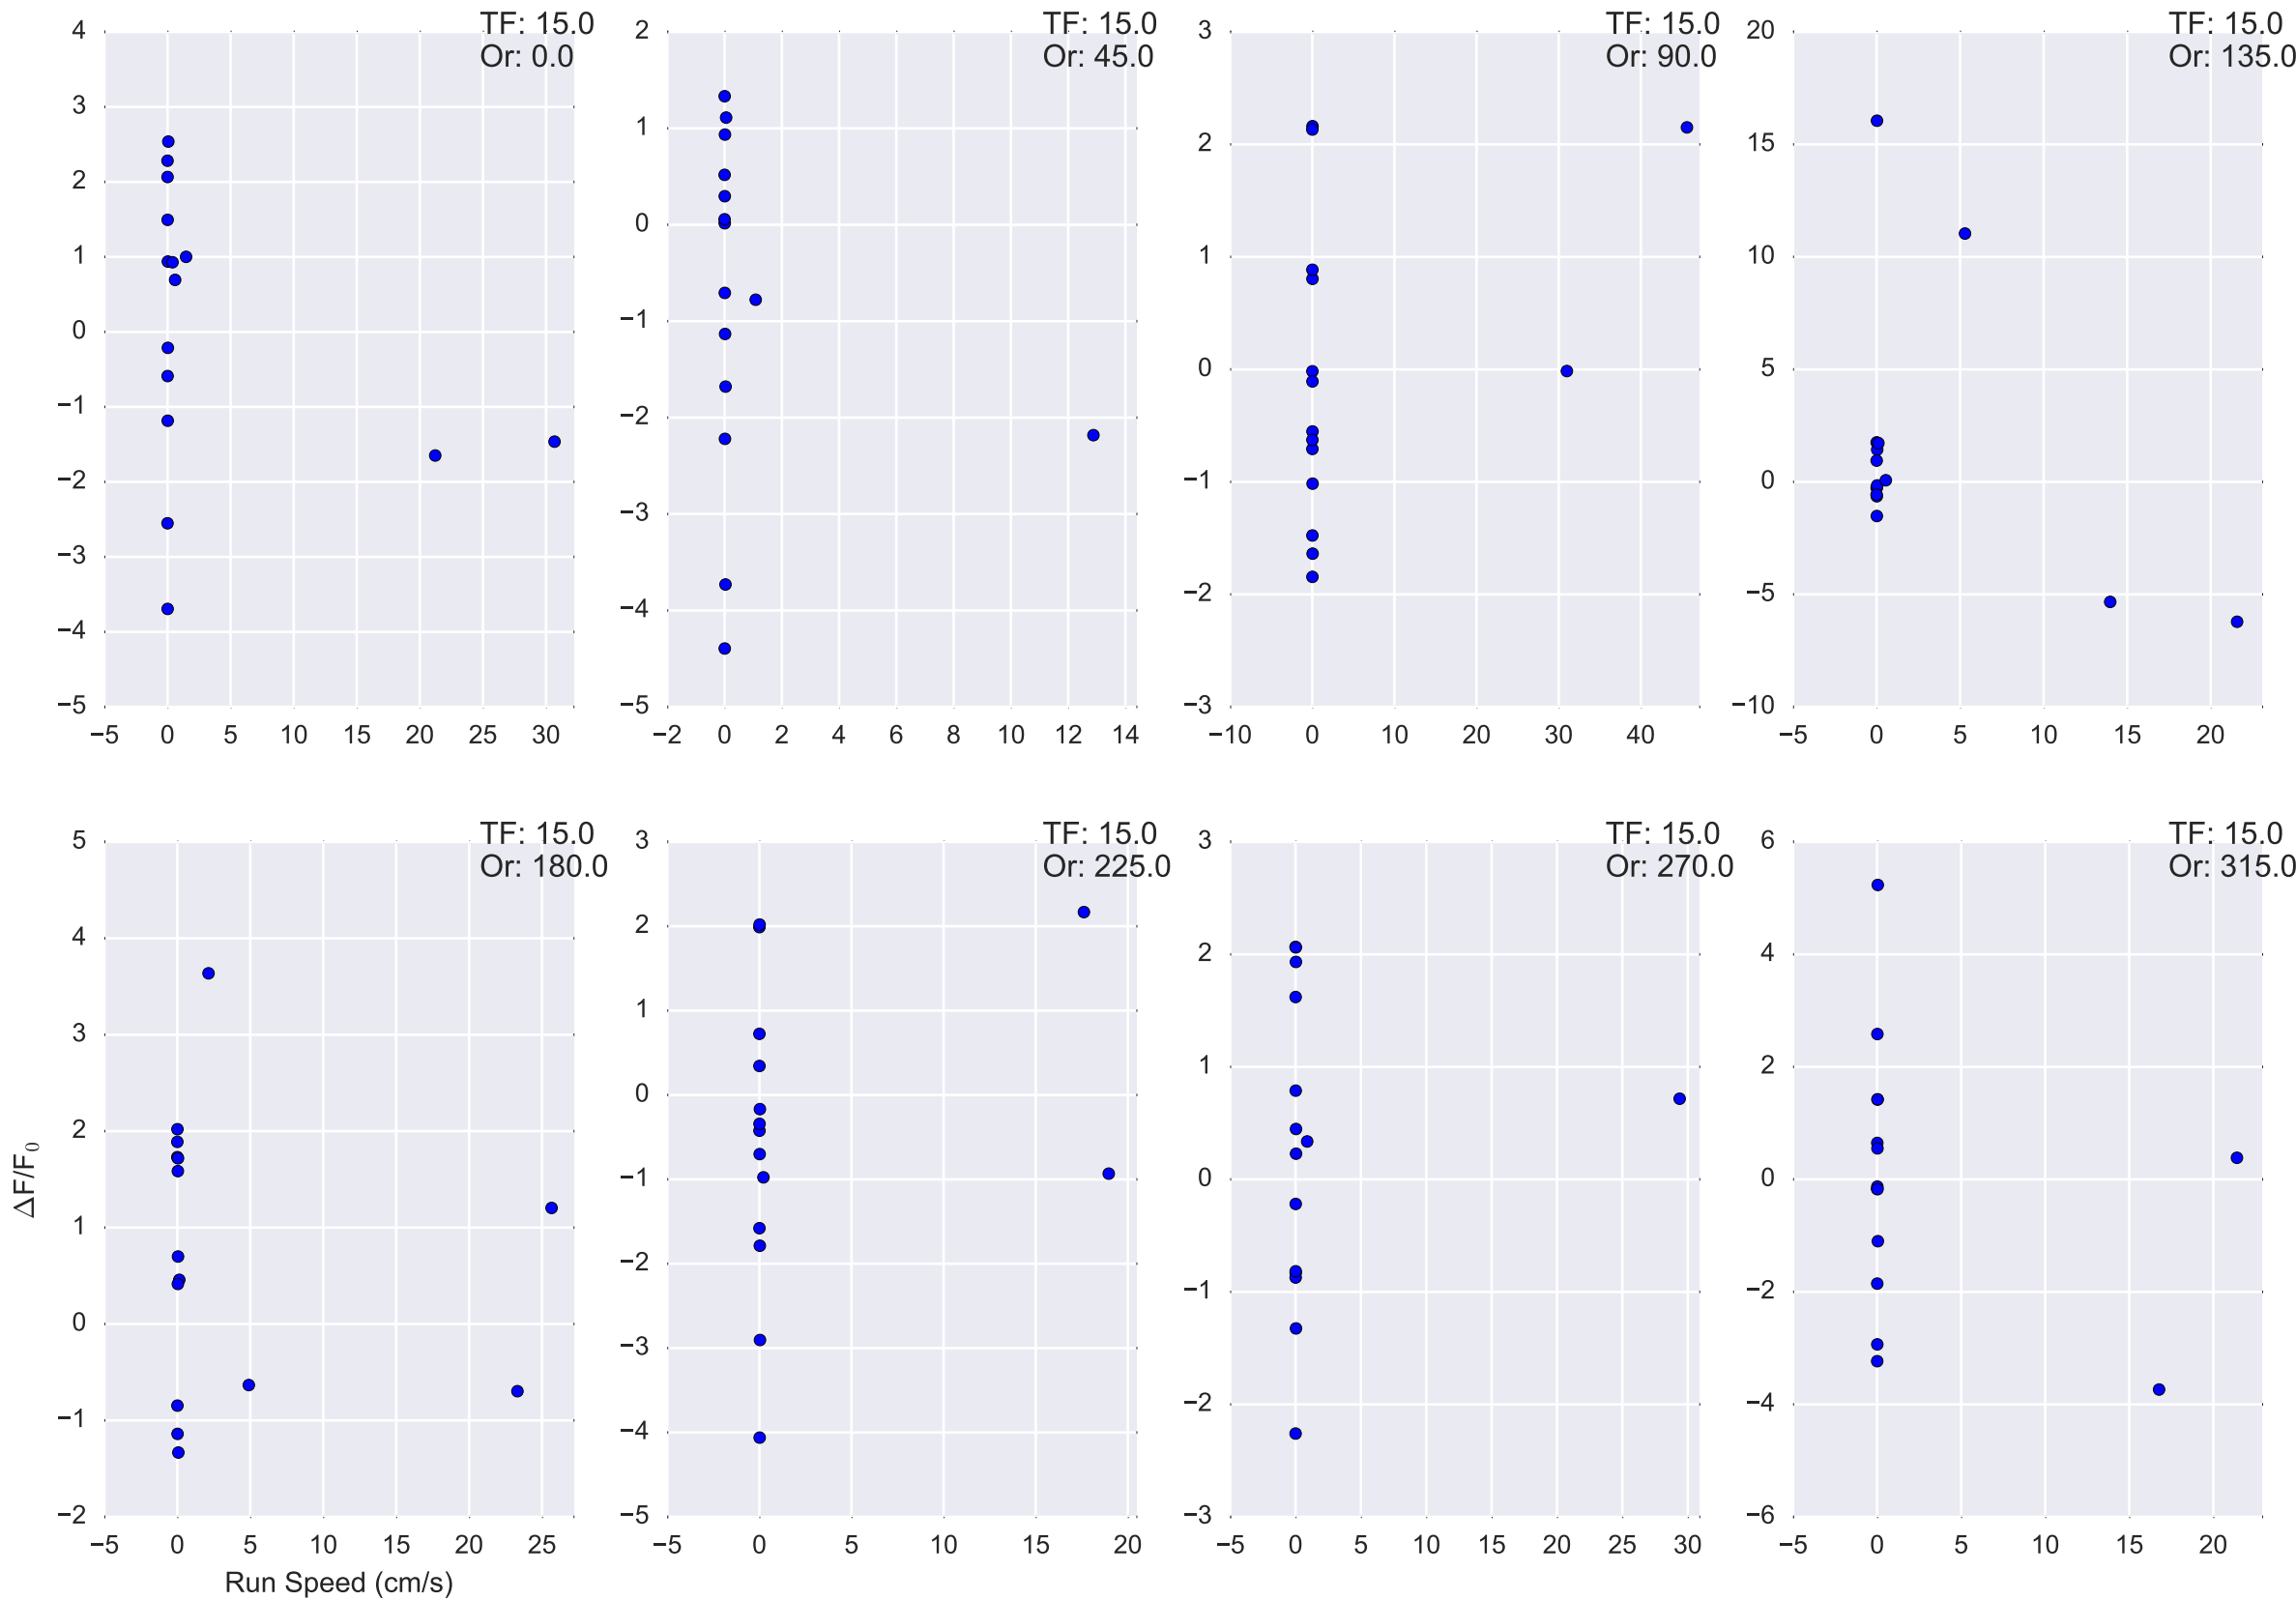 TF: 15.0
Or: 0.0
4
3
2
1
0
−1
−2
−3
−4
−5
−5 0 5 10 15 20 25 30
TF: 15.0
Or: 45.0
2
1
0
−1
−2
−3
−4
−5
−2 0 2 4 6 8 10 12 14
TF: 15.0
Or: 90.0
3
2
1
0
−1
−2
−3
−10 0 10 20 30 40
TF: 15.0
Or: 135.0
20
15
10
5
0
−5
−10
−5 0 5 10 15 20
TF: 15.0
Or: 180.0
5
4
3
2
1
0
−1
−2
ΔF/F₀
−5 0 5 10 15 20 25
Run Speed (cm/s)
TF: 15.0
Or: 225.0
3
2
1
0
−1
−2
−3
−4
−5
−5 0 5 10 15 20
TF: 15.0
Or: 270.0
3
2
1
0
−1
−2
−3
−5 0 5 10 15 20 25 30
TF: 15.0
Or: 315.0
6
4
2
0
−2
−4
−6
−5 0 5 10 15 20